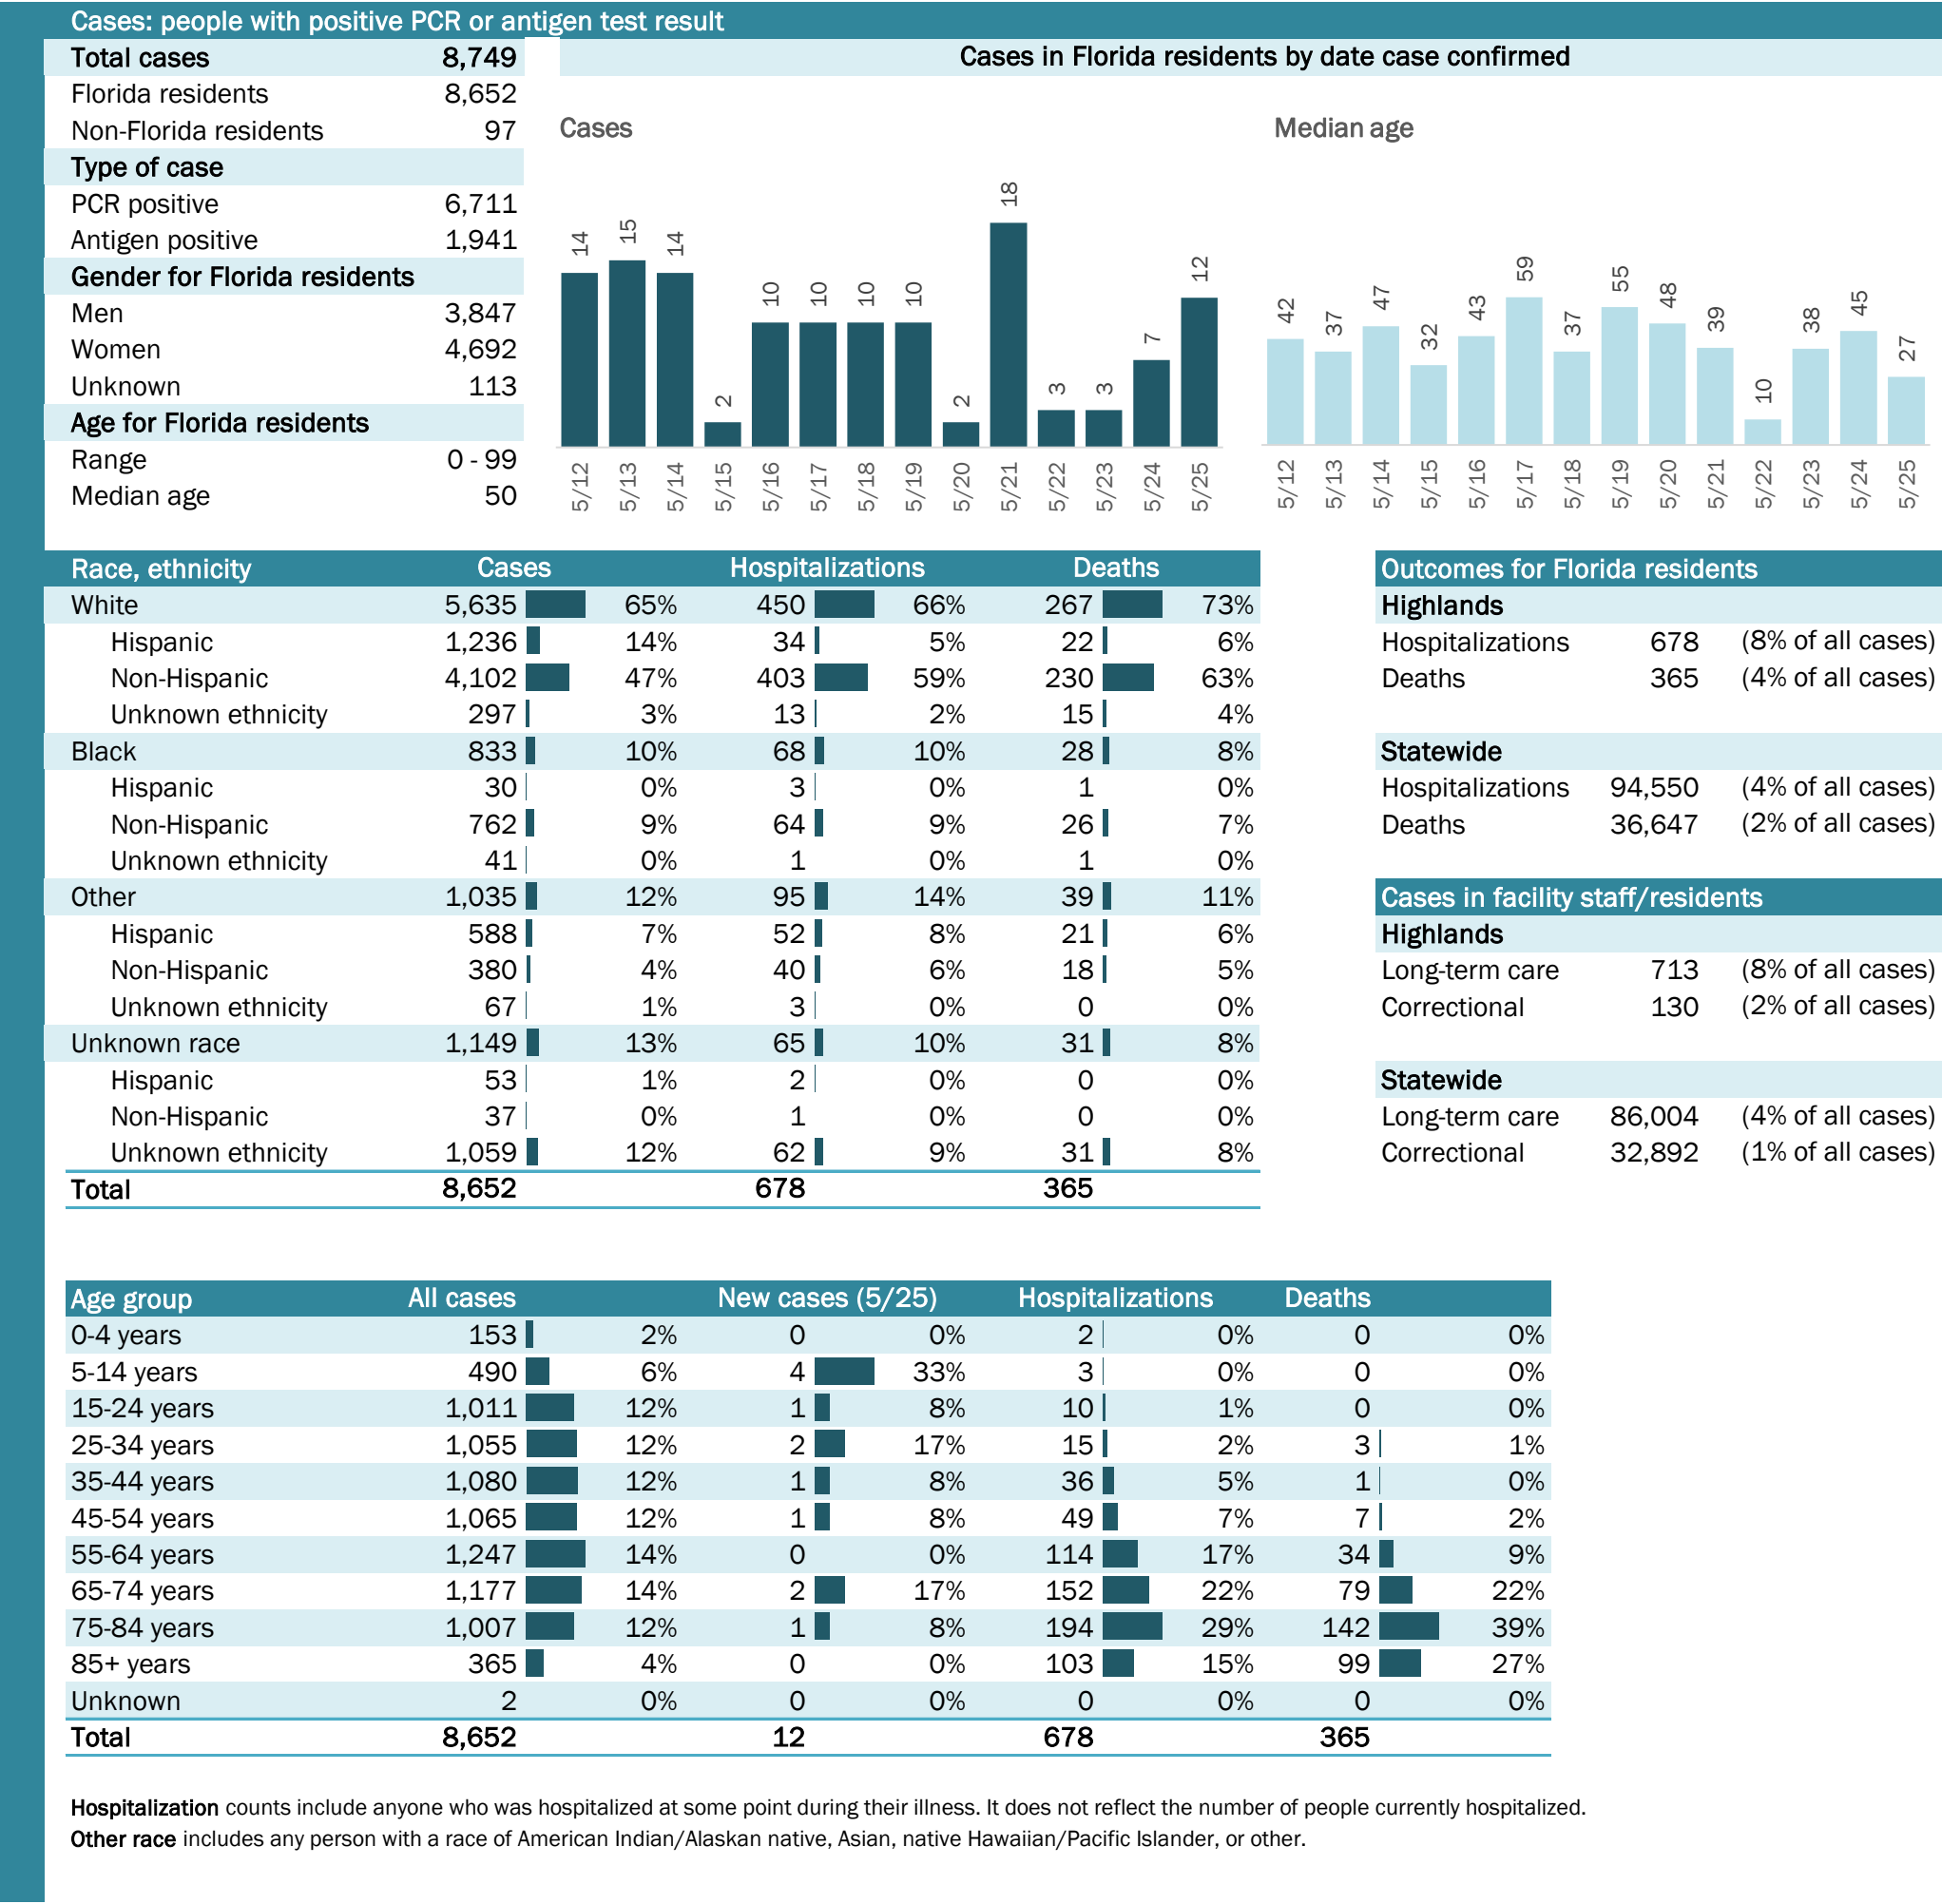 Cases: people with positive PCR or antigen test result
Total cases 8,749
Florida residents 8,652
Non-Florida residents 97
Type of case
PCR positive 6,711
Antigen positive 1,941
Gender for Florida residents
Men 3,847
Women 4,692
Unknown 113
Age for Florida residents
Range 0 - 99
Median age 50
Cases in Florida residents by date case confirmed
Cases
14 15 14 2 10 10 10 10 2 18 3 3 7 12
5/12 5/13 5/14 5/15 5/16 5/17 5/18 5/19 5/20 5/21 5/22 5/23 5/24 5/25
Median age
42 37 47 32 43 59 37 55 48 39 10 38 45 27
5/12 5/13 5/14 5/15 5/16 5/17 5/18 5/19 5/20 5/21 5/22 5/23 5/24 5/25
Race, ethnicity Cases Hospitalizations Deaths
White 5,635 65% 450 66% 267 73%
Hispanic 1,236 14% 34 5% 22 6%
Non-Hispanic 4,102 47% 403 59% 230 63%
Unknown ethnicity 297 3% 13 2% 15 4%
Black 833 10% 68 10% 28 8%
Hispanic 30 0% 3 0% 1 0%
Non-Hispanic 762 9% 64 9% 26 7%
Unknown ethnicity 41 0% 1 0% 1 0%
Other 1,035 12% 95 14% 39 11%
Hispanic 588 7% 52 8% 21 6%
Non-Hispanic 380 4% 40 6% 18 5%
Unknown ethnicity 67 1% 3 0% 0 0%
Unknown race 1,149 13% 65 10% 31 8%
Hispanic 53 1% 2 0% 0 0%
Non-Hispanic 37 0% 1 0% 0 0%
Unknown ethnicity 1,059 12% 62 9% 31 8%
Total 8,652 678 365
Outcomes for Florida residents
Highlands
Hospitalizations 678 (8% of all cases)
Deaths 365 (4% of all cases)
Statewide
Hospitalizations 94,550 (4% of all cases)
Deaths 36,647 (2% of all cases)
Cases in facility staff/residents
Highlands
Long-term care 713 (8% of all cases)
Correctional 130 (2% of all cases)
Statewide
Long-term care 86,004 (4% of all cases)
Correctional 32,892 (1% of all cases)
Age group All cases New cases (5/25) Hospitalizations Deaths
0-4 years 153 2% 0 0% 2 0% 0 0%
5-14 years 490 6% 4 33% 3 0% 0 0%
15-24 years 1,011 12% 1 8% 10 1% 0 0%
25-34 years 1,055 12% 2 17% 15 2% 3 1%
35-44 years 1,080 12% 1 8% 36 5% 1 0%
45-54 years 1,065 12% 1 8% 49 7% 7 2%
55-64 years 1,247 14% 0 0% 114 17% 34 9%
65-74 years 1,177 14% 2 17% 152 22% 79 22%
75-84 years 1,007 12% 1 8% 194 29% 142 39%
85+ years 365 4% 0 0% 103 15% 99 27%
Unknown 2 0% 0 0% 0 0% 0 0%
Total 8,652 12 678 365
Hospitalization counts include anyone who was hospitalized at some point during their illness. It does not reflect the number of people currently hospitalized.
Other race includes any person with a race of American Indian/Alaskan native, Asian, native Hawaiian/Pacific Islander, or other.